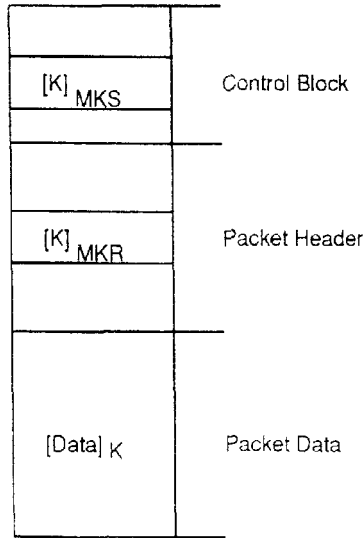 [K] MKS
Control Block
[K] MKR
Packet Header
[Data] K
Packet Data